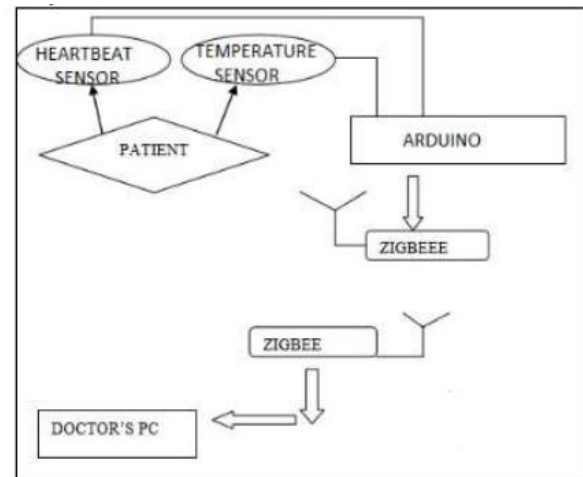 HEARTBEAT
SENSOR
TEMPERATURE
SENSOR
PATIENT
ARDUINO
ZIGBEEE
ZIGBEE
DOCTOR'S PC